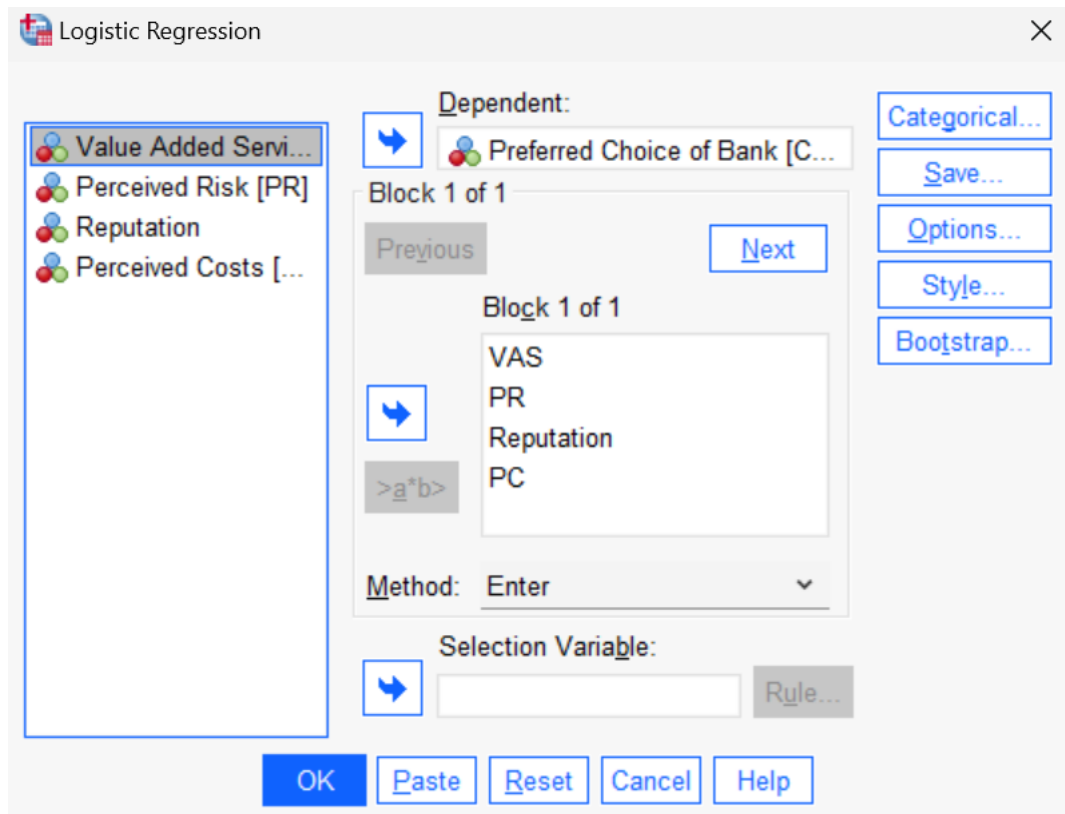 Logistic Regression
Value Added Servi...
Perceived Risk [PR]
Reputation
Perceived Costs [...
Dependent:
Preferred Choice of Bank [C...
Block 1 of 1
Previous
Next
Block 1 of 1
VAS
PR
Reputation
PC
>a*b>
Method:
Enter
Selection Variable:
Rule...
Categorical...
Save...
Options...
Style...
Bootstrap...
OK
Paste
Reset
Cancel
Help